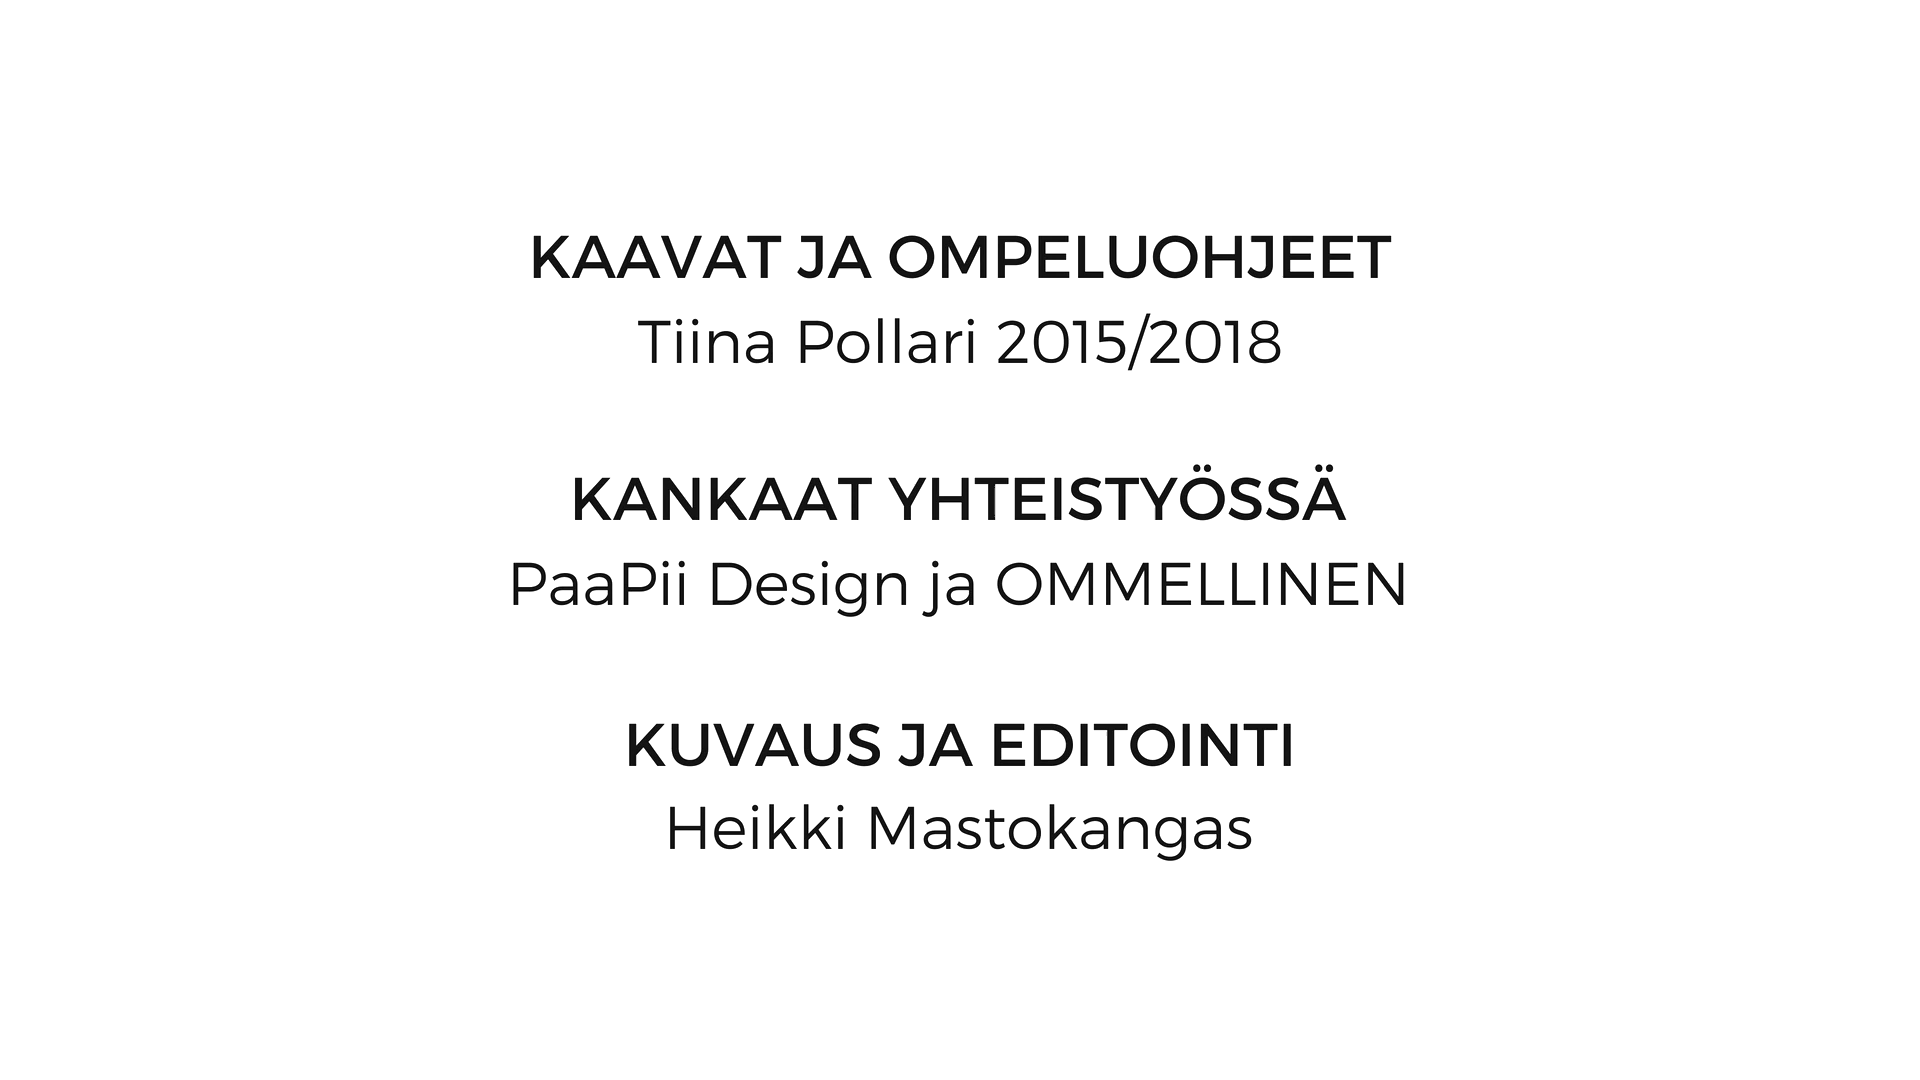 KAAVAT JA OMPELUOHJEET
Tiina Pollari 2015/2018
KANKAAT YHTEISTYÖSSÄ
PaaPii Design ja OMMELLINEN
KUVAUS JA EDITOINTI
Heikki Mastokangas